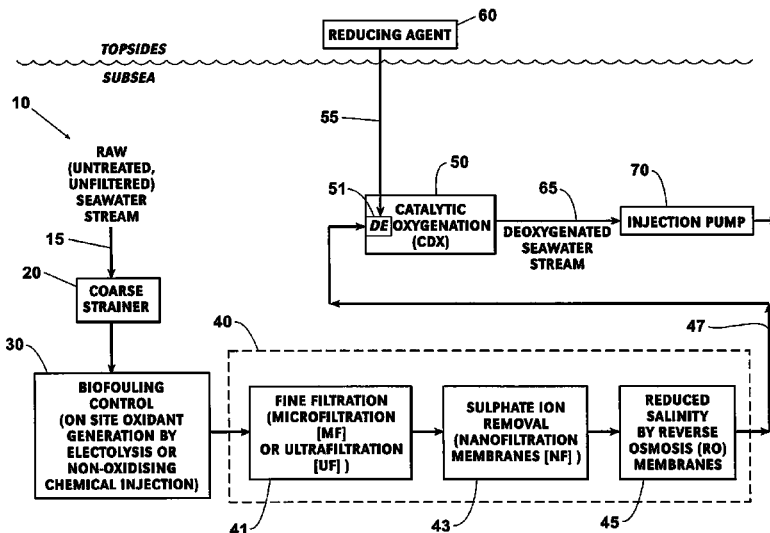 60
REDUCING AGENT
TOPSIDES
SUBSEA
10
55
50
70
RAW
(UNTREATED,
UNFILTERED)
SEAWATER
STREAM
51
DE
CATALYTIC
OXYGENATION
(CDX)
65
DEOXYGENATED
SEAWATER
STREAM
INJECTION PUMP
15
20
COARSE
STRAINER
47
30
40
BIOFOULING
CONTROL
(ON SITE OXIDANT
GENERATION BY
ELECTOLYSIS OR
NON-OXIDISING
CHEMICAL INJECTION)
FINE FILTRATION
(MICROFILTRATION
[MF]
OR ULTRAFILTRATION
[UF] )
SULPHATE ION
REMOVAL
(NANOFILTRATION
MEMBRANES [NF] )
REDUCED
SALINITY
BY REVERSE
OSMOSIS (RO)
MEMBRANES
41
43
45